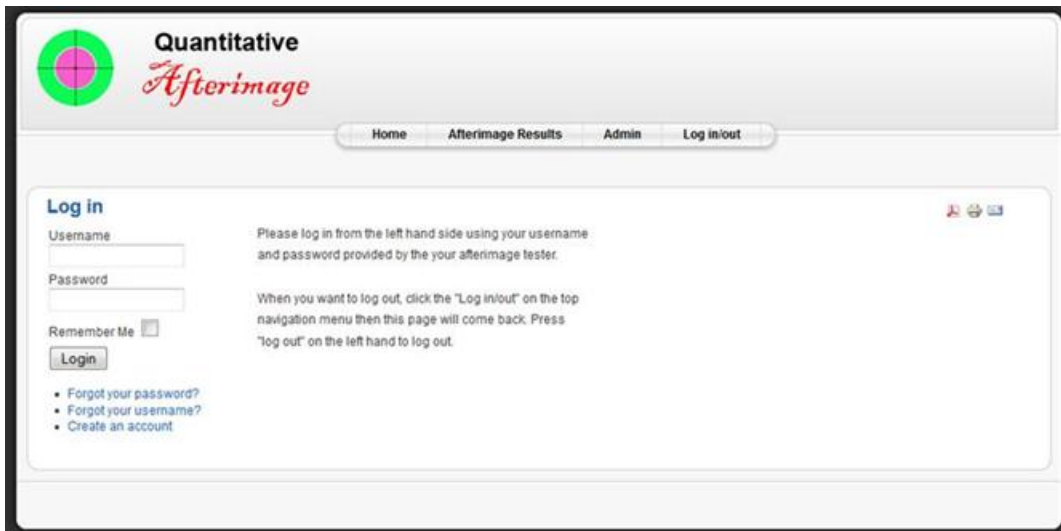 Quantitative
Afterimage
Home Afterimage Results Admin Log in/out
Log in
Username
Password
Remember Me
Login
Forgot your password?
Forgot your username?
Create an account
Please log in from the left hand side using your username
and password provided by the your afterimage tester.
When you want to log out, click the "Log in/out" on the top
navigation menu then this page will come back. Press
"log out" on the left hand to log out.